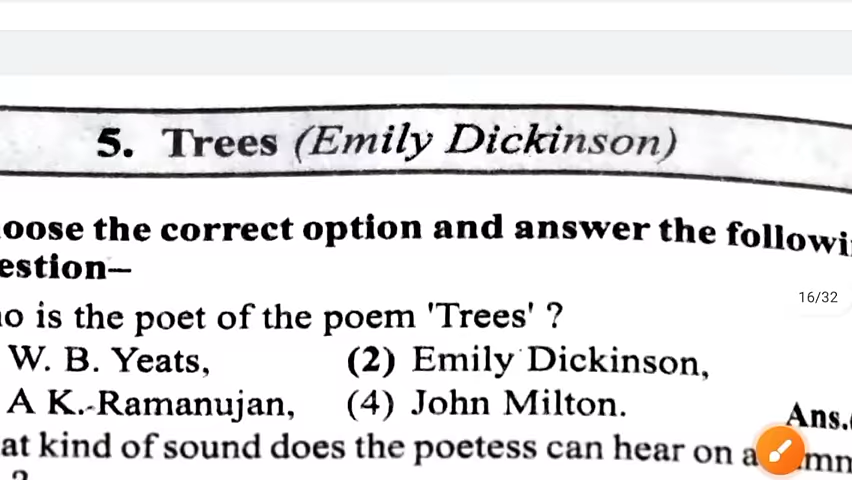 5. Trees (Emily Dickinson)
oose the correct option and answer the followi
estion–
o is the poet of the poem 'Trees' ?
16/32
W. B. Yeats, (2) Emily Dickinson,
A K. Ramanujan, (4) John Milton.
Ans.
at kind of sound does the poetess can hear on a mm
?